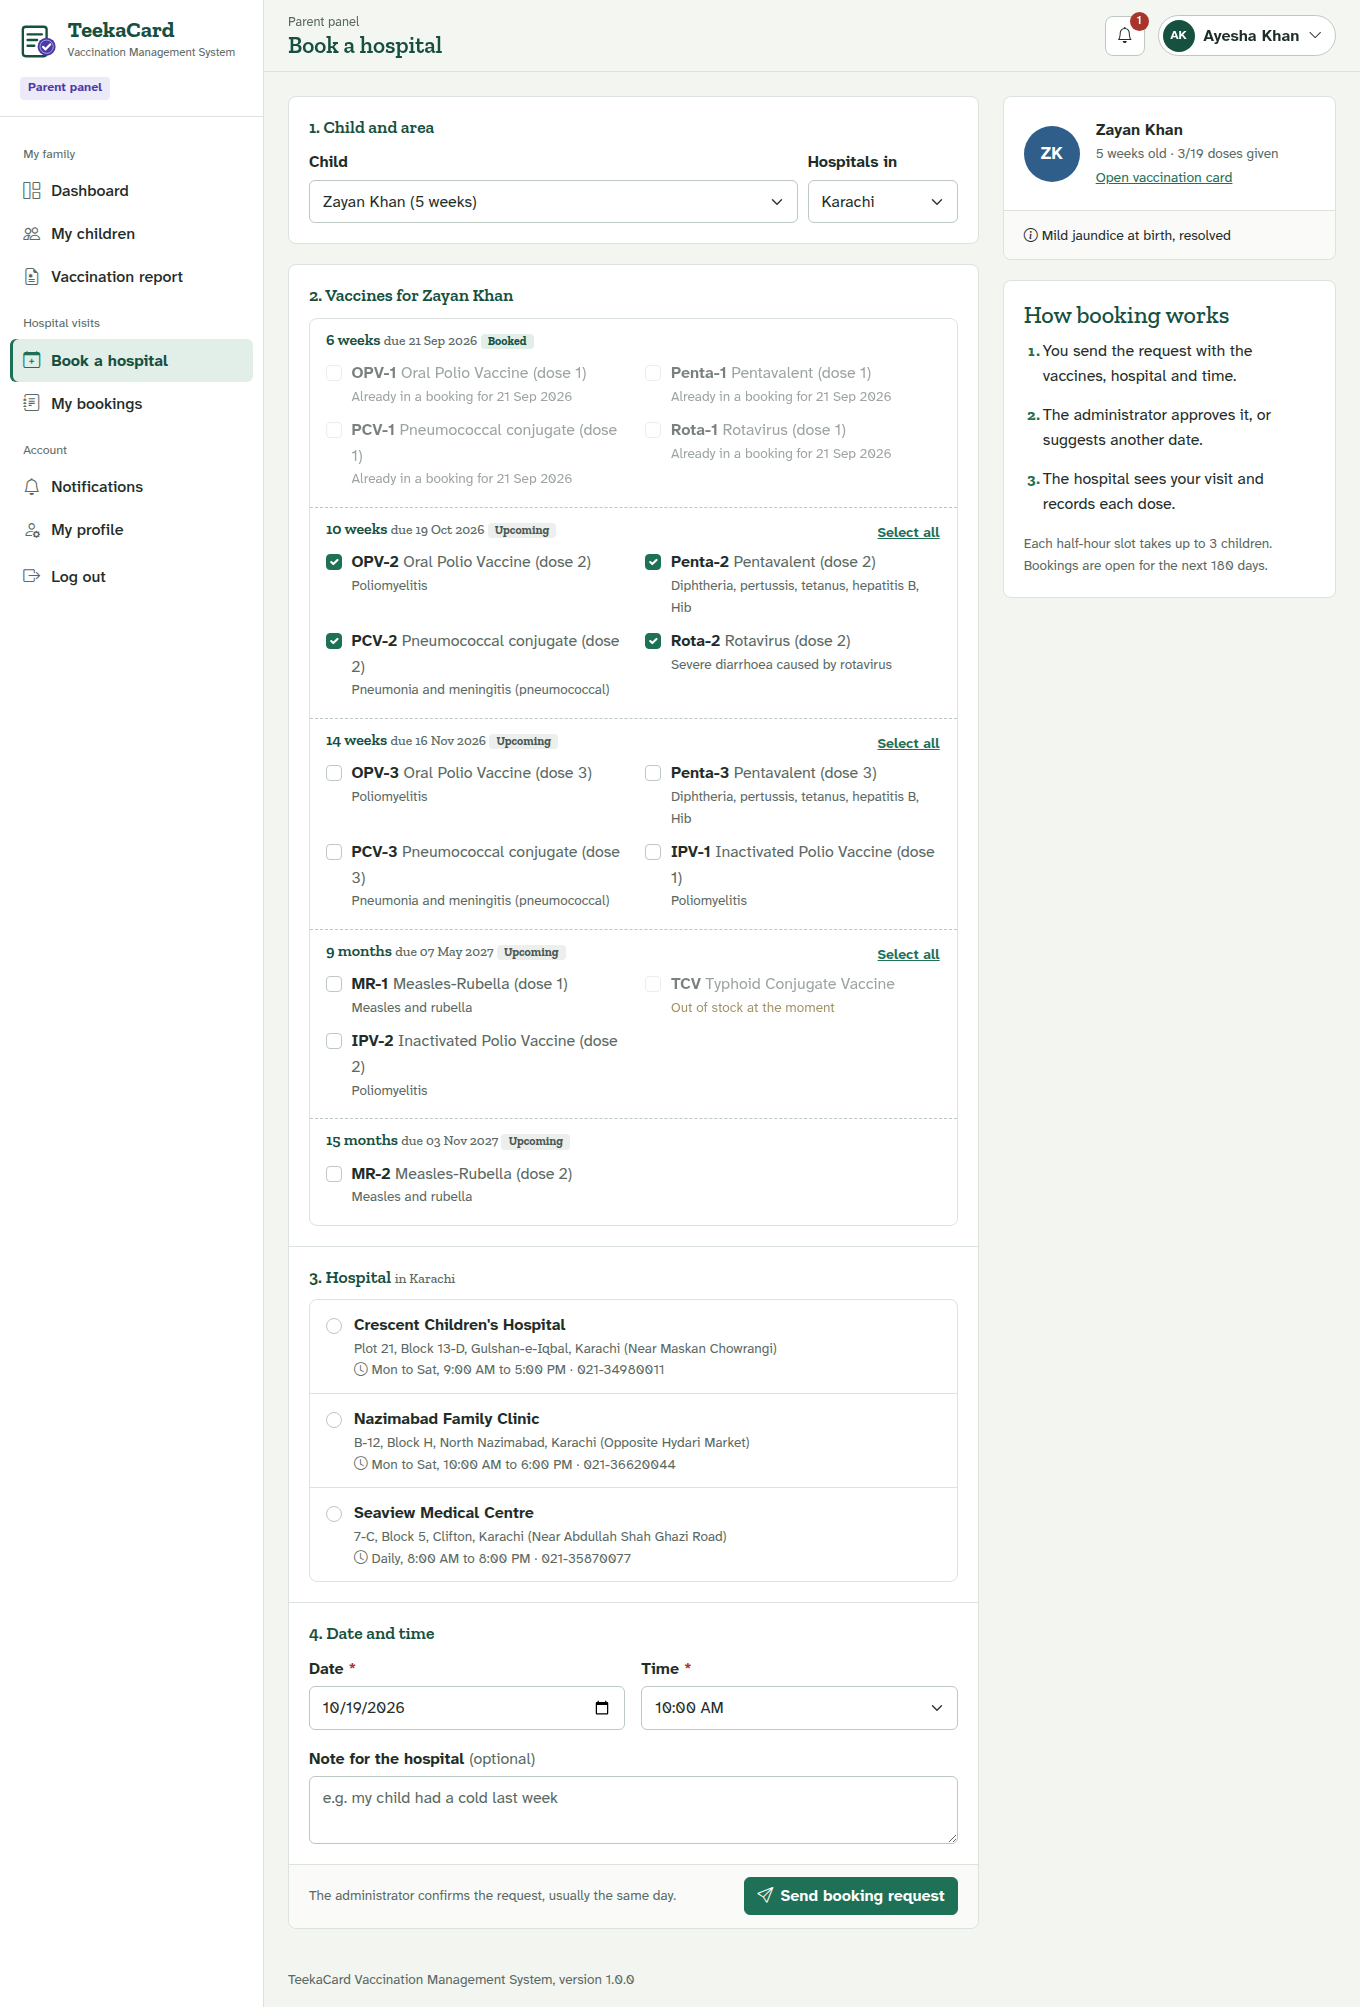 TeekaCard
Vaccination Management System
Parent panel
My family
Dashboard
My children
Vaccination report
Hospital visits
Book a hospital
My bookings
Account
Notifications
My profile
Log out
Parent panel
Book a hospital
1
AK Ayesha Khan
1. Child and area
Child
Zayan Khan (5 weeks)
Hospitals in
Karachi
2. Vaccines for Zayan Khan
6 weeks due 21 Sep 2026 Booked
OPV-1 Oral Polio Vaccine (dose 1)
Already in a booking for 21 Sep 2026
Penta-1 Pentavalent (dose 1)
Already in a booking for 21 Sep 2026
PCV-1 Pneumococcal conjugate (dose
1)
Already in a booking for 21 Sep 2026
Rota-1 Rotavirus (dose 1)
Already in a booking for 21 Sep 2026
10 weeks due 19 Oct 2026 Upcoming
Select all
OPV-2 Oral Polio Vaccine (dose 2)
Poliomyelitis
Penta-2 Pentavalent (dose 2)
Diphtheria, pertussis, tetanus, hepatitis B,
Hib
PCV-2 Pneumococcal conjugate (dose
2)
Pneumonia and meningitis (pneumococcal)
Rota-2 Rotavirus (dose 2)
Severe diarrhoea caused by rotavirus
14 weeks due 16 Nov 2026 Upcoming
Select all
OPV-3 Oral Polio Vaccine (dose 3)
Poliomyelitis
Penta-3 Pentavalent (dose 3)
Diphtheria, pertussis, tetanus, hepatitis B,
Hib
PCV-3 Pneumococcal conjugate (dose
3)
Pneumonia and meningitis (pneumococcal)
IPV-1 Inactivated Polio Vaccine (dose
1)
Poliomyelitis
9 months due 07 May 2027 Upcoming
Select all
MR-1 Measles-Rubella (dose 1)
Measles and rubella
TCV Typhoid Conjugate Vaccine
Out of stock at the moment
IPV-2 Inactivated Polio Vaccine (dose
2)
Poliomyelitis
15 months due 03 Nov 2027 Upcoming
MR-2 Measles-Rubella (dose 2)
Measles and rubella
3. Hospital in Karachi
Crescent Children's Hospital
Plot 21, Block 13-D, Gulshan-e-Iqbal, Karachi (Near Maskan Chowrangi)
Mon to Sat, 9:00 AM to 5:00 PM · 021-34980011
Nazimabad Family Clinic
B-12, Block H, North Nazimabad, Karachi (Opposite Hydari Market)
Mon to Sat, 10:00 AM to 6:00 PM · 021-36620044
Seaview Medical Centre
7-C, Block 5, Clifton, Karachi (Near Abdullah Shah Ghazi Road)
Daily, 8:00 AM to 8:00 PM · 021-35870077
4. Date and time
Date *
10/19/2026
Time *
10:00 AM
Note for the hospital (optional)
e.g. my child had a cold last week
The administrator confirms the request, usually the same day.
Send booking request
ZK
Zayan Khan
5 weeks old · 3/19 doses given
Open vaccination card
Mild jaundice at birth, resolved
How booking works
1. You send the request with the
vaccines, hospital and time.
2. The administrator approves it, or
suggests another date.
3. The hospital sees your visit and
records each dose.
Each half-hour slot takes up to 3 children.
Bookings are open for the next 180 days.
TeekaCard Vaccination Management System, version 1.0.0